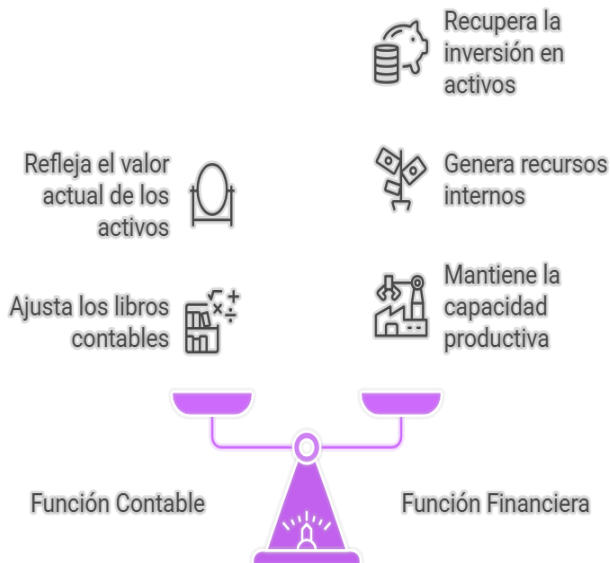 Recupera la
inversión en
activos
Refleja el valor
actual de los
activos
Genera recursos
internos
Ajusta los libros
contables
Mantiene la
capacidad
productiva
Función Contable
Función Financiera